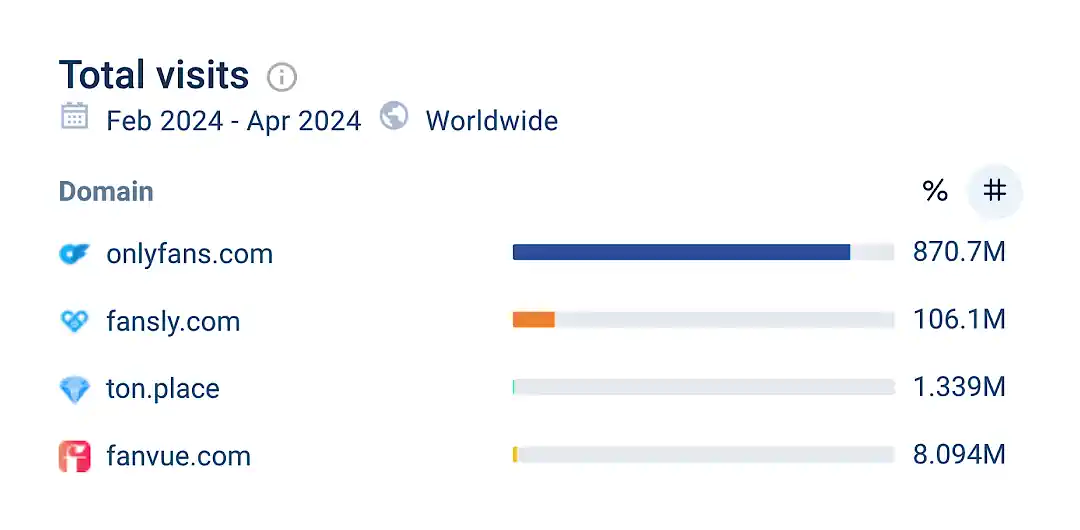 Total visits
Feb 2024 - Apr 2024 Worldwide
Domain % #
onlyfans.com 870.7M
fansly.com 106.1M
ton.place 1.339M
fanvue.com 8.094M